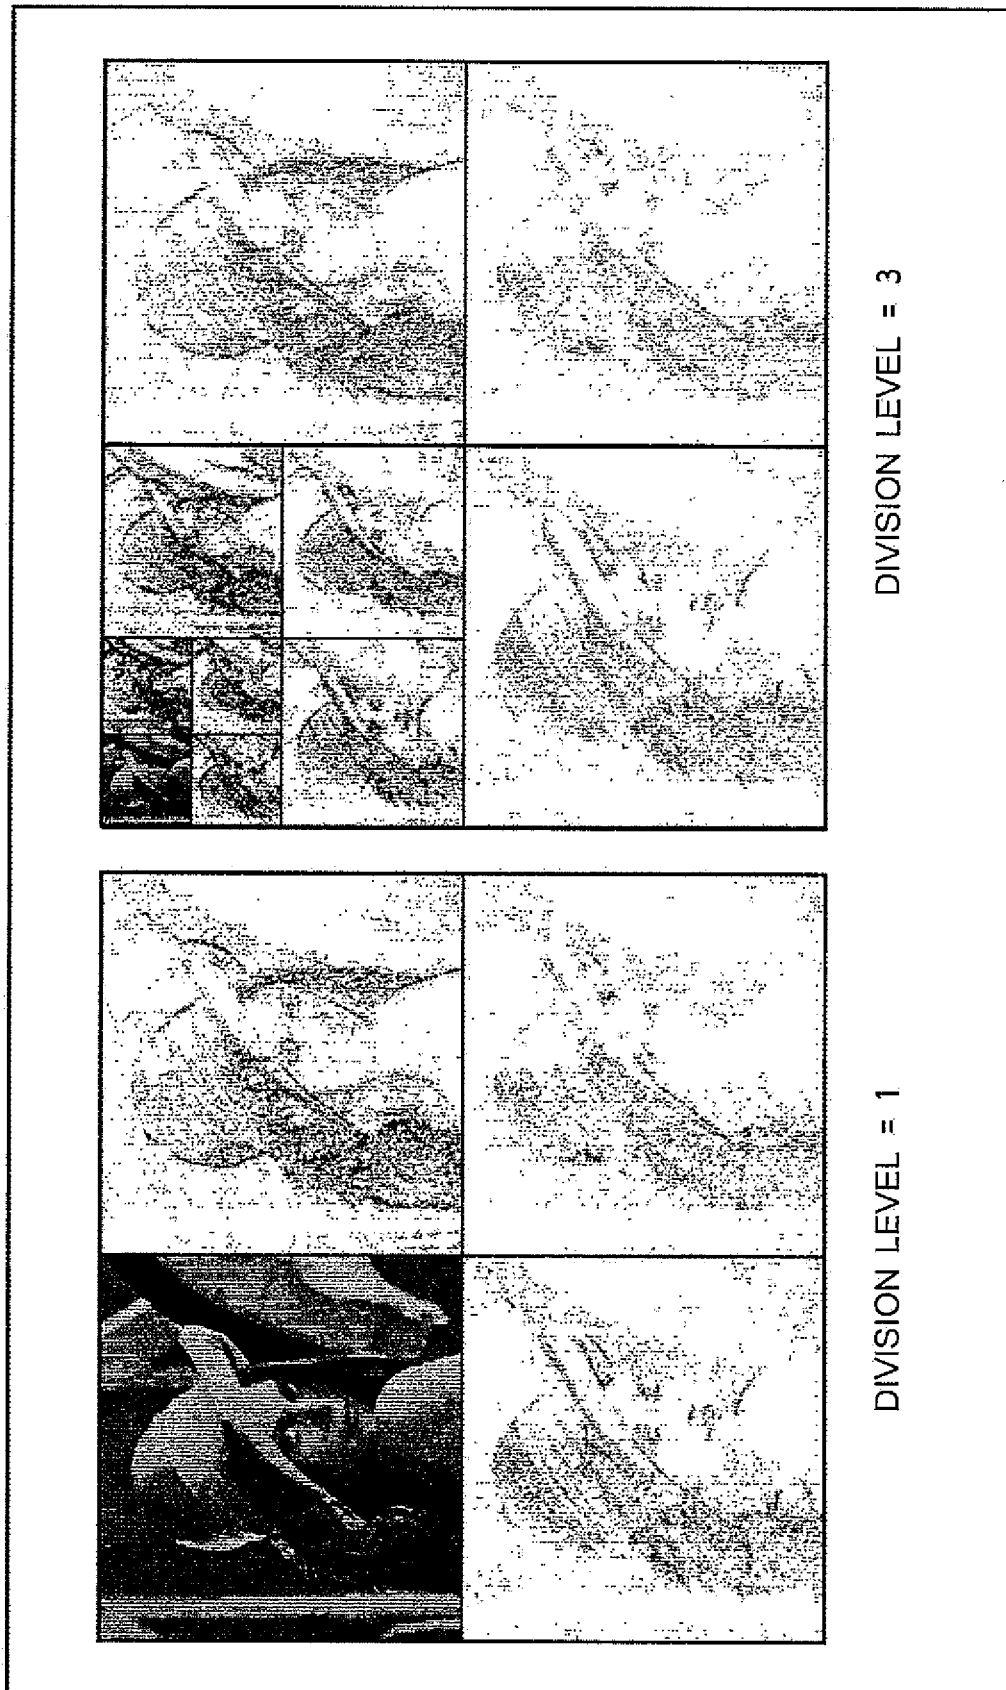 DIVISION LEVEL = 1
DIVISION LEVEL = 3